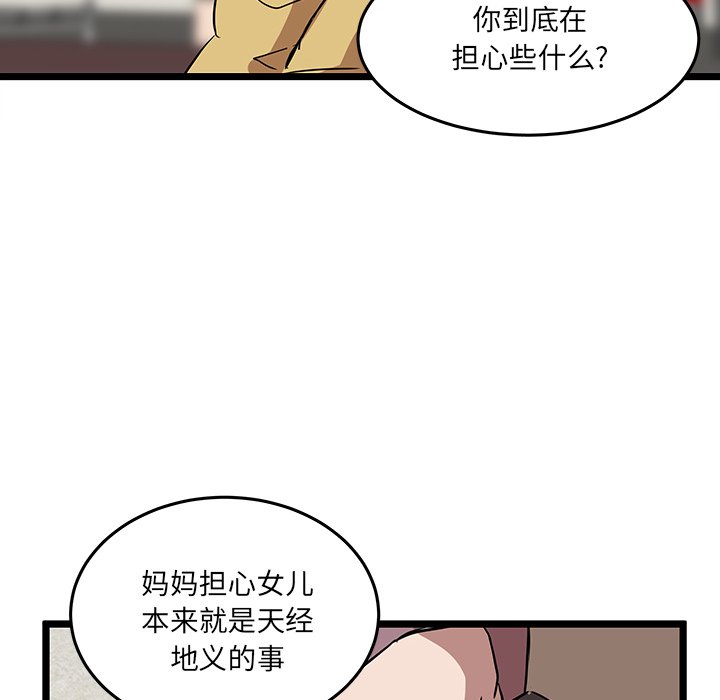 你到底在
担心些什么?
妈妈担心女儿
本来就是天经
地义的事